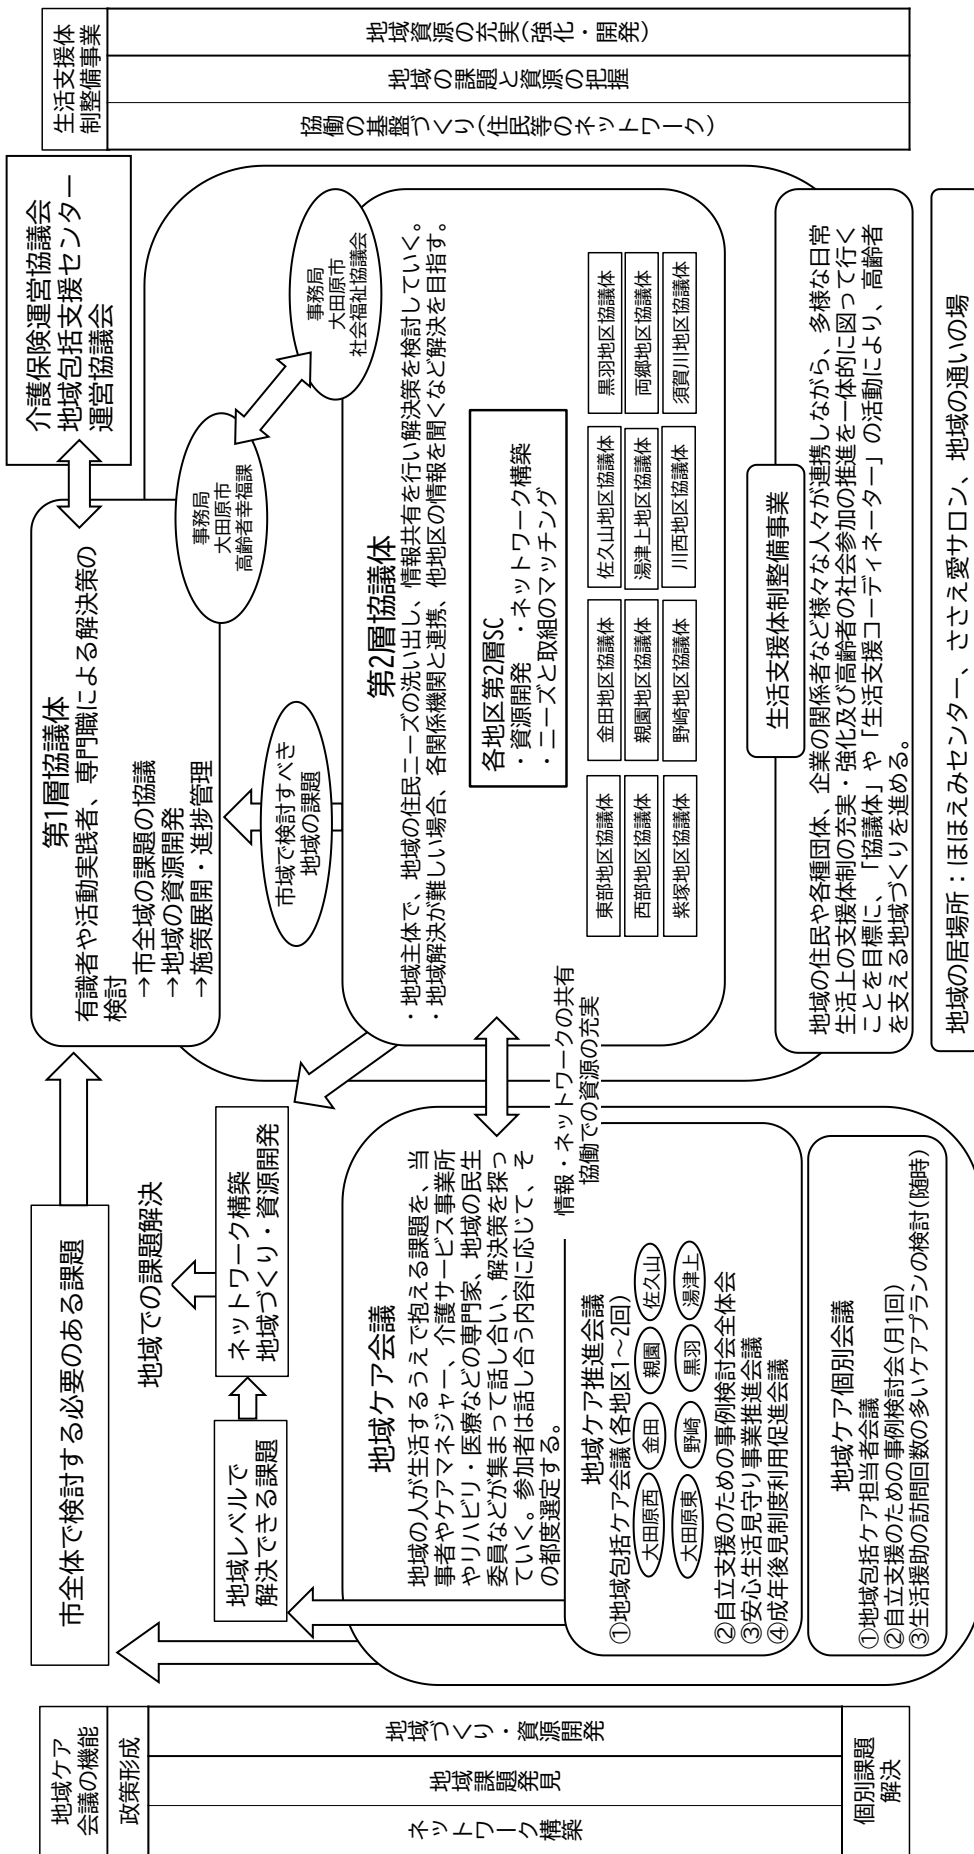 地域ケア
会議の機能
政策形成
地域づくり・資源開発
地域課題発見
ネットワーク構築
個別課題
解決
市全体で検討する必要のある課題
地域での課題解決
地域レベルで
解決できる課題
ネットワーク構築
地域づくり・資源開発
地域ケア会議
地域の人が生活するうえで抱える課題を、当
事者やケアマネジャー、介護サービス事業所
やリハビリ・医療などの専門家、地域の民生
委員などが集まって話し合い、解決策を探っ
ていく。参加者は話し合う内容に応じて、そ
の都度選定する。
地域ケア推進会議
①地域包括ケア会議(各地区1~2回)
大田原西
金田
親園
佐久山
大田原東
野崎
黒羽
湯津上
②自立支援のための事例検討会全体会
③安心生活見守り事業推進会議
④成年後見制度利用促進会議
地域ケア個別会議
①地域包括ケア担当者会議
②自立支援のための事例検討会(月1回)
③生活援助の訪問回数の多いケアプランの検討(随時)
情報・ネットワークの共有
協働での資源の充実
第1層協議体
有識者や活動実践者、専門職による解決策の
検討
→市全域の課題の協議
→地域の資源開発
→施策展開・進捗管理
介護保険運営協議会
地域包括支援センター
運営協議会
事務局
大田原市
高齢者幸福課
事務局
大田原市
社会福祉協議会
市域で検討すべき
地域の課題
第2層協議体
・地域主体で、地域の住民ニーズの洗い出し、情報共有を行い解決策を検討していく。
・地域解決が難しい場合、各関係機関と連携、他地区の情報を聞くなど解決を目指す。
各地区第2層SC
・資源開発 ・ネットワーク構築
・ニーズと取組のマッチング
東部地区協議体
金田地区協議体
佐久山地区協議体
黒羽地区協議体
西部地区協議体
親園地区協議体
湯津上地区協議体
両郷地区協議体
紫塚地区協議体
野崎地区協議体
川西地区協議体
須賀川地区協議体
生活支援体制整備事業
地域の住民や各種団体、企業の関係者など様々な人々が連携しながら、多様な日常
生活上の支援体制の充実・強化及び高齢者の社会参加の推進を一体的に図って行く
ことを目標に、「協議体」や「生活支援コーディネーター」の活動により、高齢者
を支える地域づくりを進める。
地域の居場所：ほほえみセンター、ささえ愛サロン、地域の通いの場
生活支援体
制整備事業
地域資源の充実(強化・開発)
地域の課題と資源の把握
協働の基盤づくり(住民等のネットワーク)